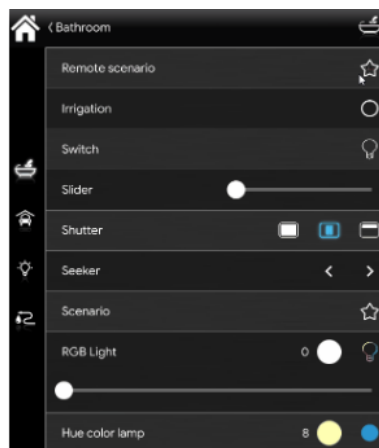 Bathroom
Remote scenario
Irrigation
Switch
Slider
Shutter
Seeker
Scenario
RGB Light 0
Hue color lamp 8